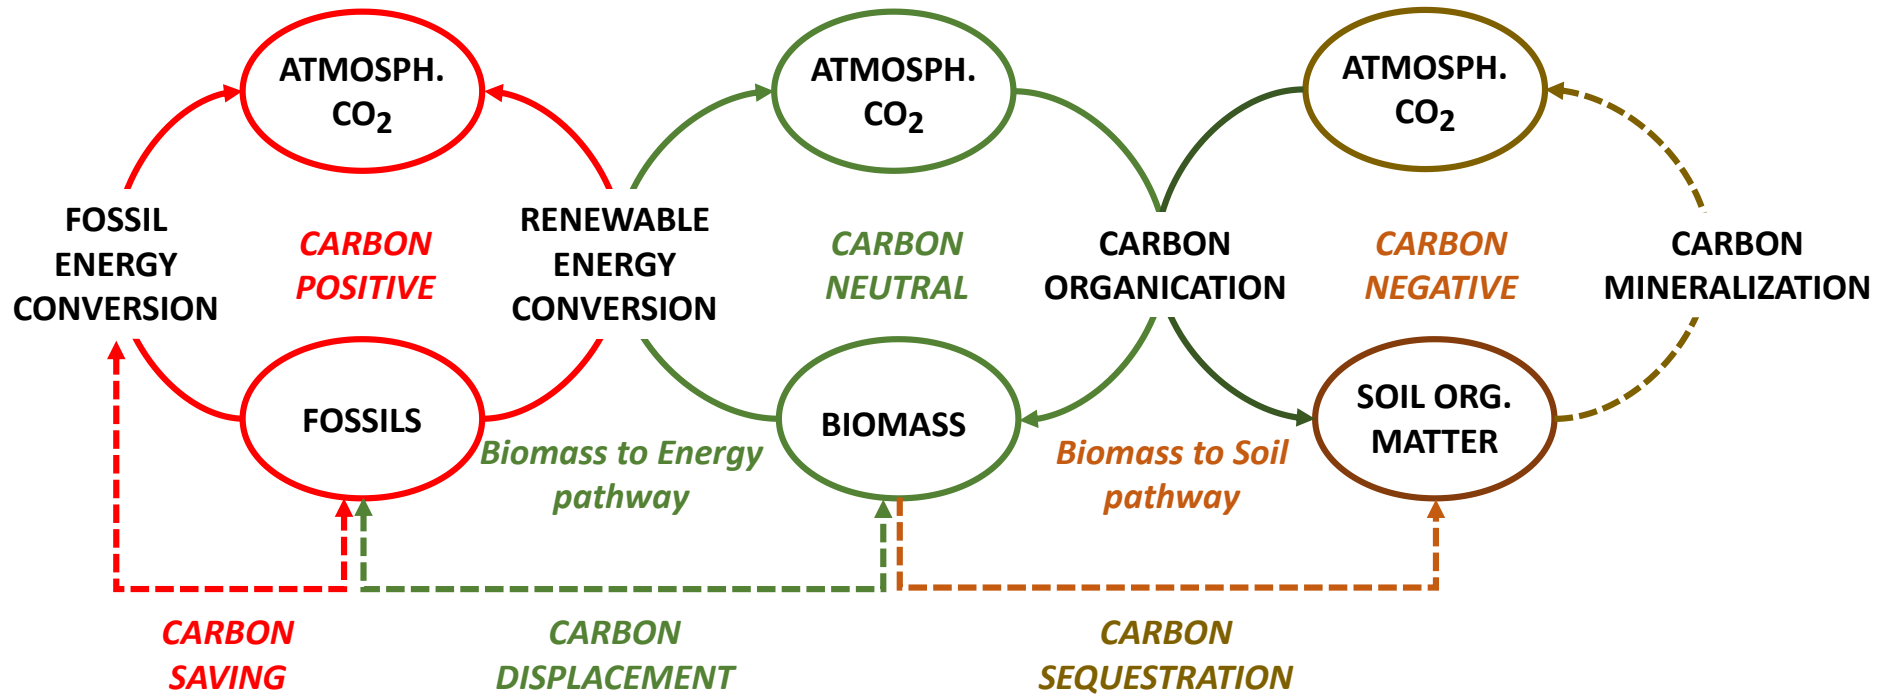 ATMOSPH.
CO2
ATMOSPH.
CO2
ATMOSPH.
CO2
FOSSIL
ENERGY
CONVERSION
CARBON
POSITIVE
RENEWABLE
ENERGY
CONVERSION
CARBON
NEUTRAL
CARBON
ORGANICATION
CARBON
NEGATIVE
CARBON
MINERALIZATION
FOSSILS
Biomass to Energy
pathway
BIOMASS
Biomass to Soil
pathway
SOIL ORG.
MATTER
CARBON
SAVING
CARBON
DISPLACEMENT
CARBON
SEQUESTRATION